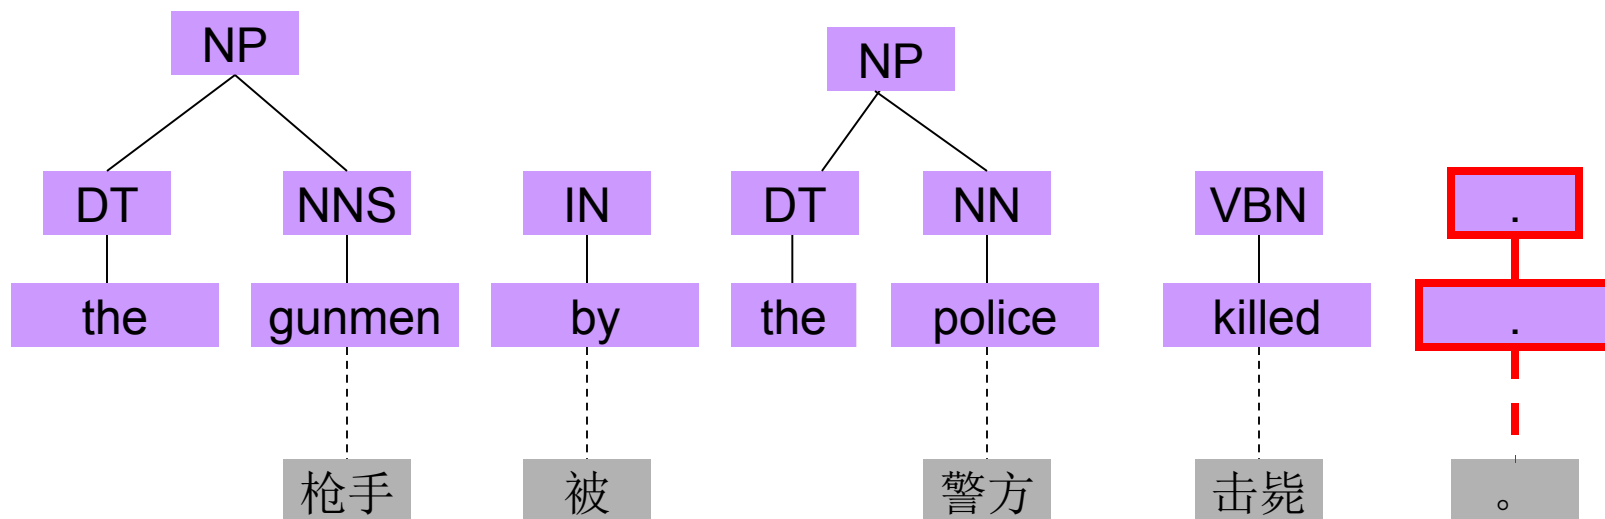 NP NP
DT NNS IN DT NN VBN .
the gunmen by the police killed .
枪手 被 警方 击毙 。